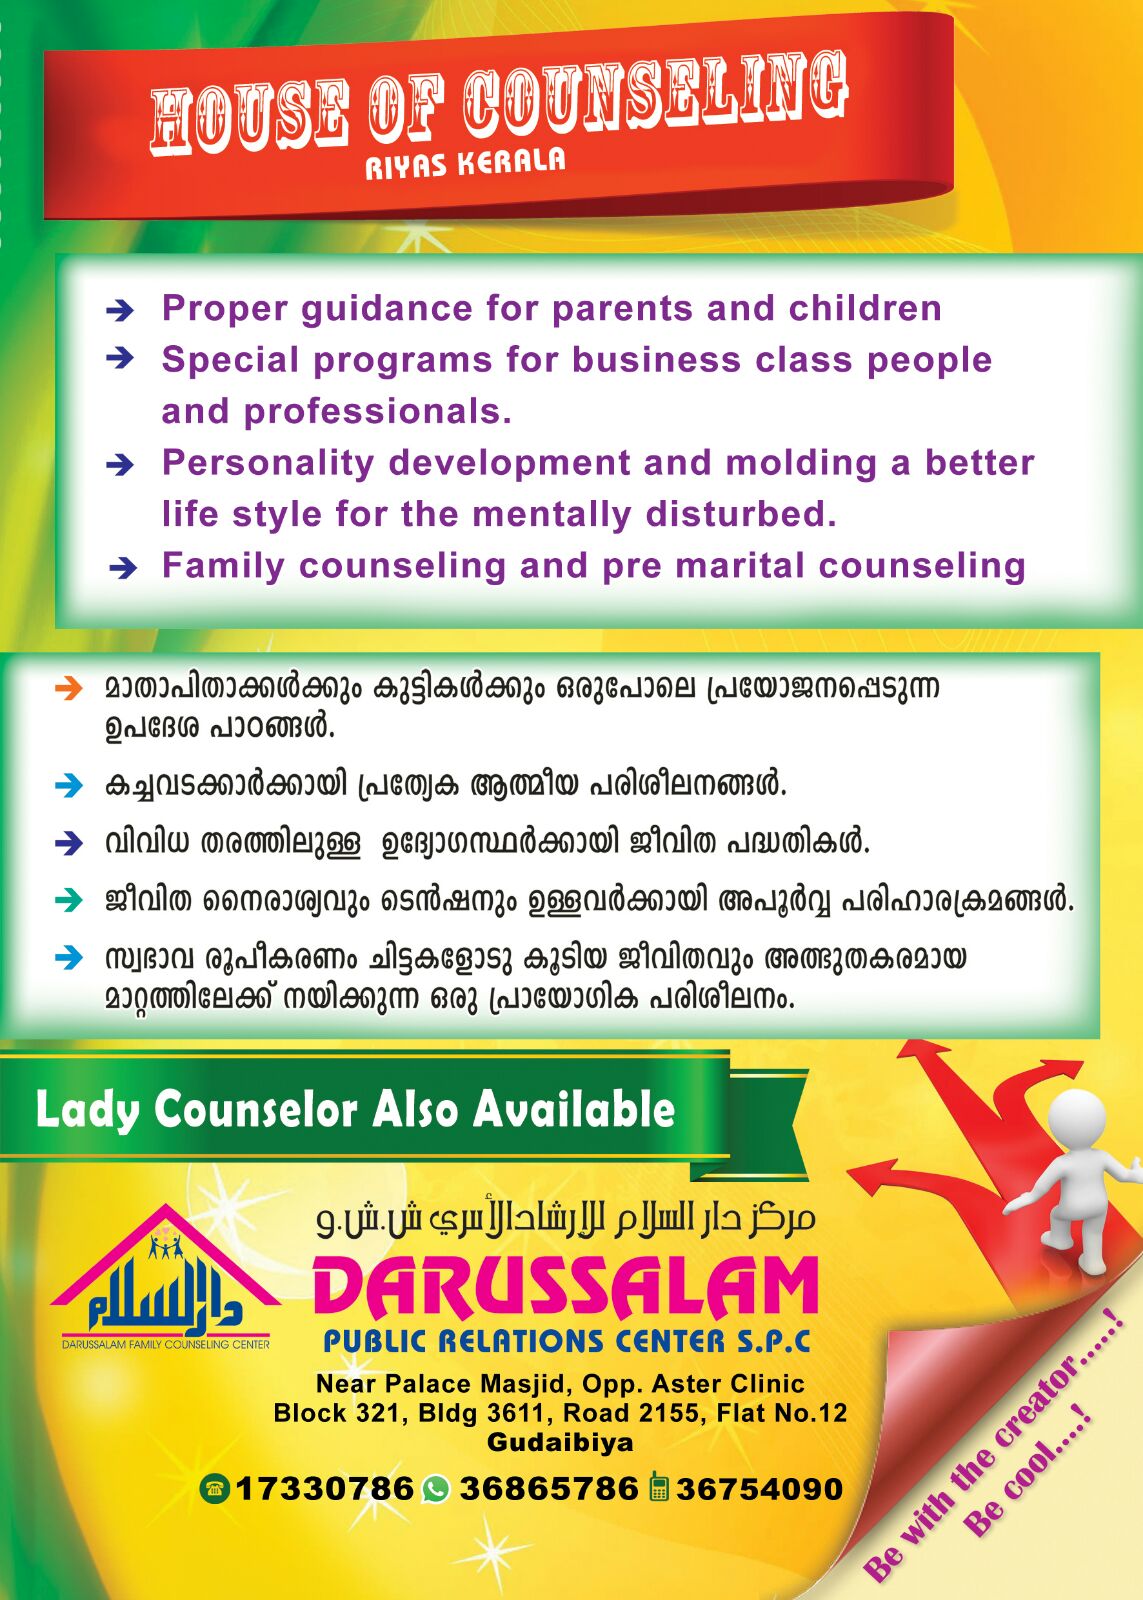 HOUSE OF COUNSELING
RIYAS KERALA
Proper guidance for parents and children
Special programs for business class people
and professionals.
Personality development and molding a better
life style for the mentally disturbed.
Family counseling and pre marital counseling
മാതാപിതാക്കൾക്കും കുട്ടികൾക്കും ഒരുപോലെ പ്രയോജനപ്പെടുന്ന
ഉപദേശ പാഠങ്ങൾ.
കച്ചവടക്കാർക്കായി പ്രത്യേക ആത്മീയ പരിശീലനങ്ങൾ.
വിവിധ തരത്തിലുള്ള ഉദ്യോഗസ്ഥർക്കായി ജീവിത പദ്ധതികൾ.
ജീവിത നൈരാശ്യവും ടെൻഷനും ഉള്ളവർക്കായി അപൂർവ്വ പരിഹാരക്രമങ്ങൾ.
സ്വഭാവ രൂപീകരണം ചിട്ടകളോടു കൂടിയ ജീവിതവും അത്ഭുതകരമായ
മാറ്റത്തിലേക്ക് നയിക്കുന്ന ഒരു പ്രായോഗിക പരിശീലനം.
Lady Counselor Also Available
دار السلام
DARUSSALAM FAMILY COUNSELING CENTER
مركز دار السلام للإرشادالأسري ش.ش.و
DARUSSALAM
PUBLIC RELATIONS CENTER S.P.C
Near Palace Masjid, Opp. Aster Clinic
Block 321, Bldg 3611, Road 2155, Flat No.12
Gudaibiya
17330786 36865786 36754090
Be with the creator.....!
Be cool....!